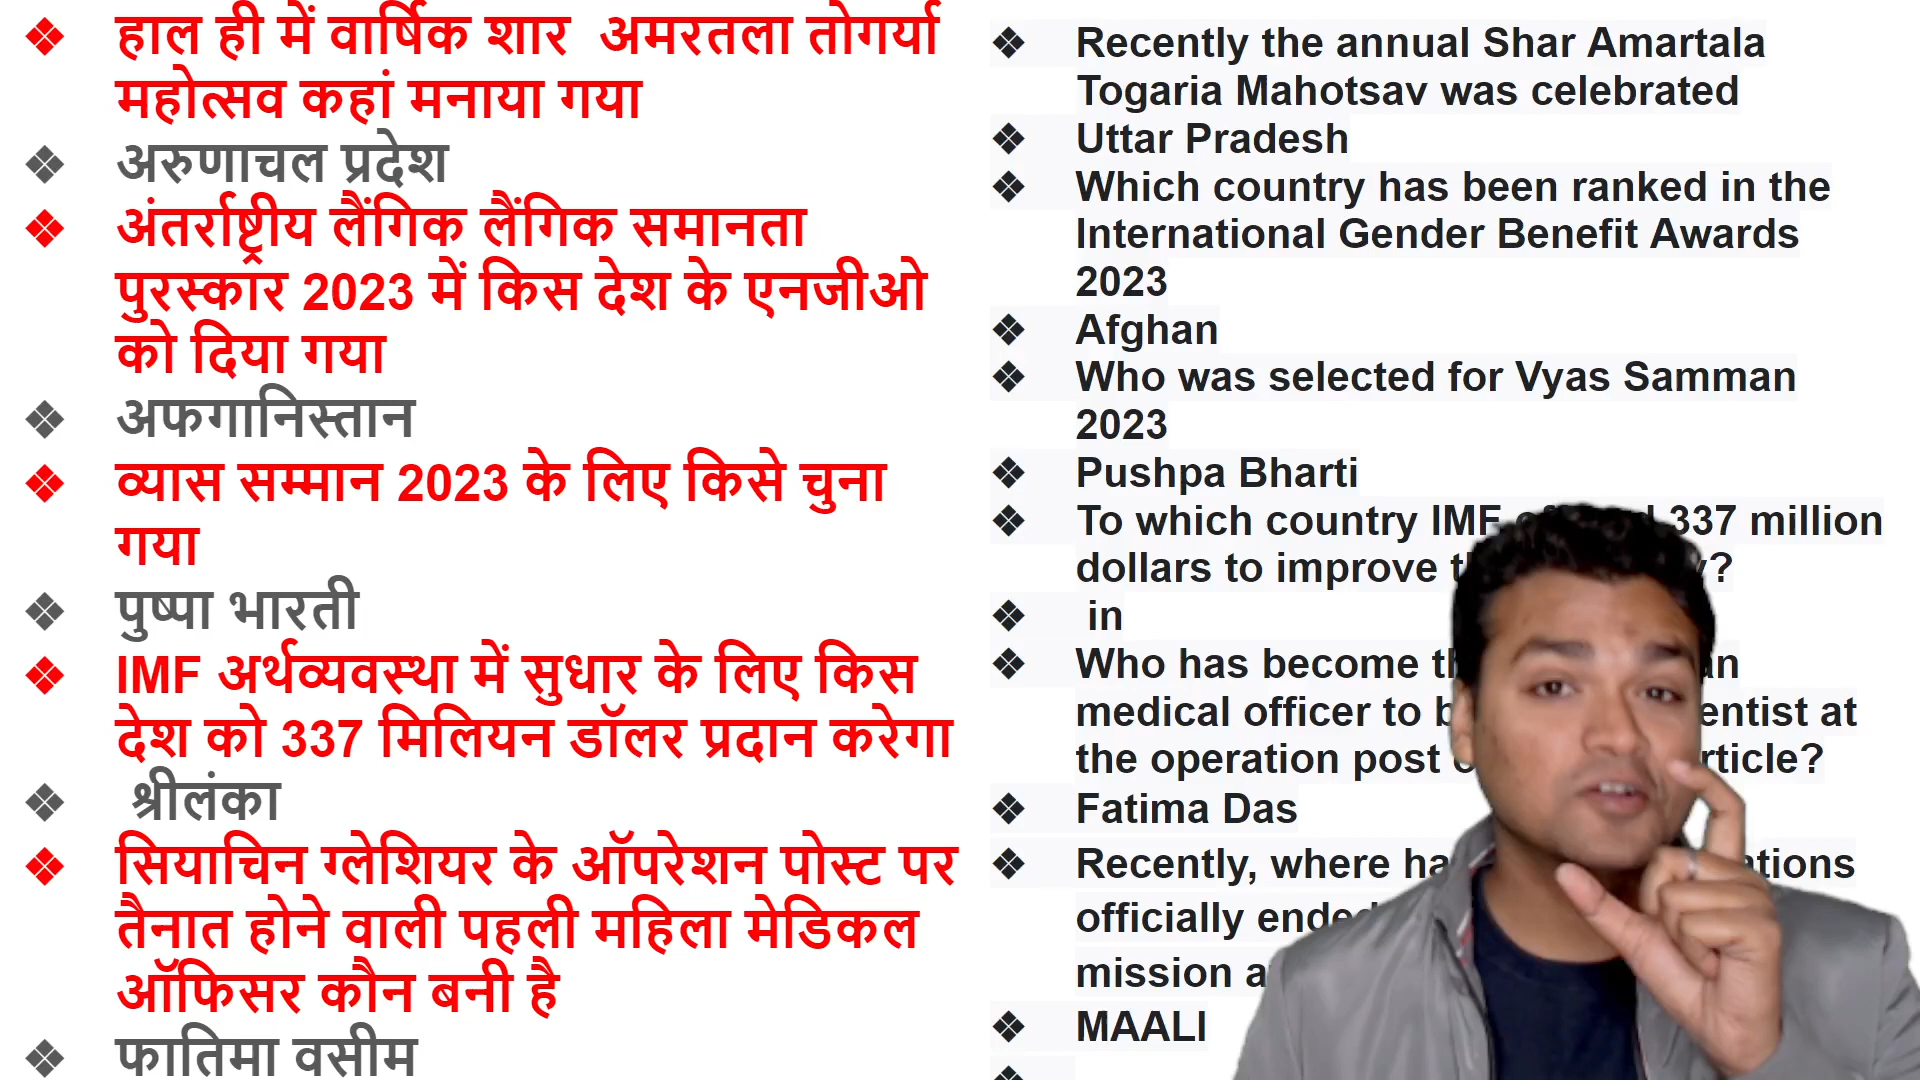 हाल ही में वार्षिक शार अमरतला तोगर्या
महोत्सव कहां मनाया गया
अरुणाचल प्रदेश
अंतर्राष्ट्रीय लैंगिक लैंगिक समानता
पुरस्कार 2023 में किस देश के एनजीओ
को दिया गया
अफगानिस्तान
व्यास सम्मान 2023 के लिए किसे चुना
गया
पुष्पा भारती
IMF अर्थव्यवस्था में सुधार के लिए किस
देश को 337 मिलियन डॉलर प्रदान करेगा
श्रीलंका
सियाचिन ग्लेशियर के ऑपरेशन पोस्ट पर
तैनात होने वाली पहली महिला मेडिकल
ऑफिसर कौन बनी है
फातिमा वसीम
Recently the annual Shar Amartala
Togaria Mahotsav was celebrated
Uttar Pradesh
Which country has been ranked in the
International Gender Benefit Awards
2023
Afghan
Who was selected for Vyas Samman
2023
Pushpa Bharti
To which country IMF 337 million
dollars to improve
in
Who has become
medical officer to at
the operation post
Fatima Das
Recently, where
officially ended
mission
MAALI